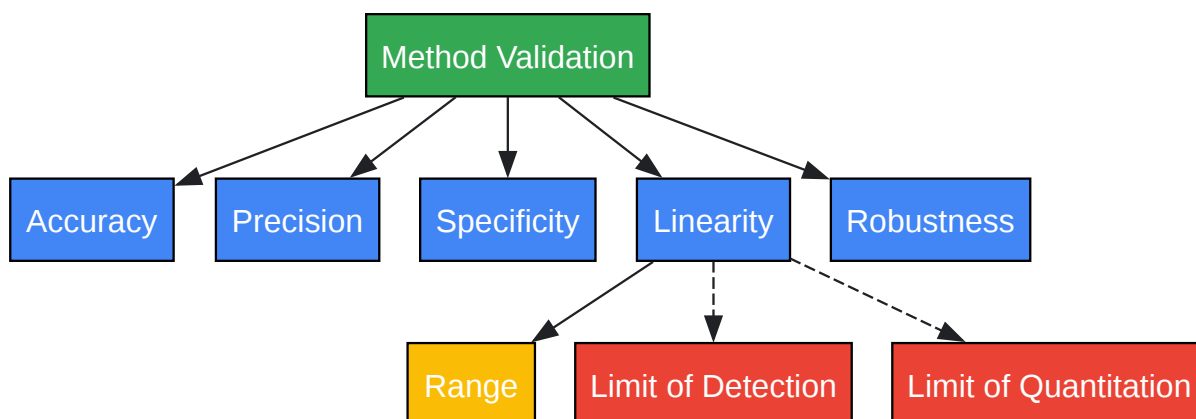 Method Validation
Accuracy
Precision
Specificity
Linearity
Robustness
Range
Limit of Detection
Limit of Quantitation